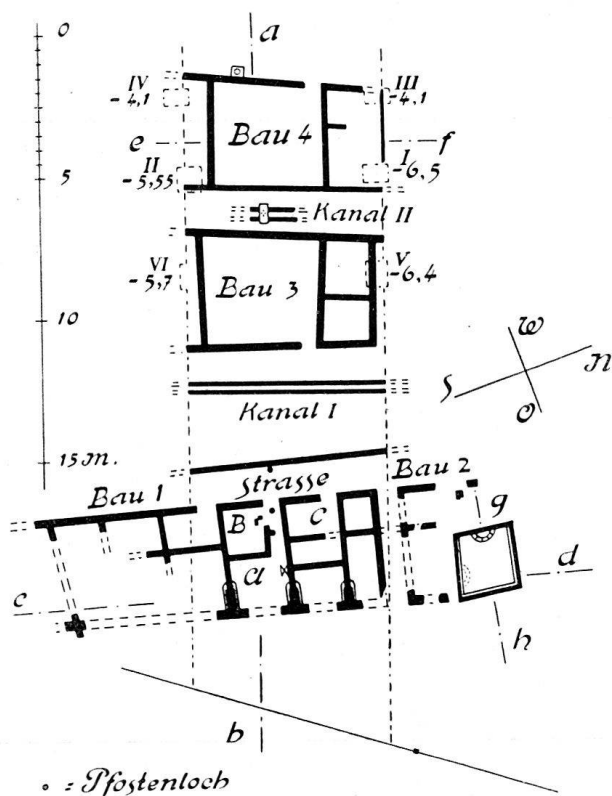 0
a
IV
-4,1
III
-4,1
e
Bau 4
f
II
-5,55
I
-6,5
5
Kanal II
VI
-5,7
Bau 3
V
-6,4
10
w
S
n
O
Kanal I
15 m.
Strasse
Bau 1
Bau 2
B
C
g
a
c
d
h
b
∘ = Pfostenloch